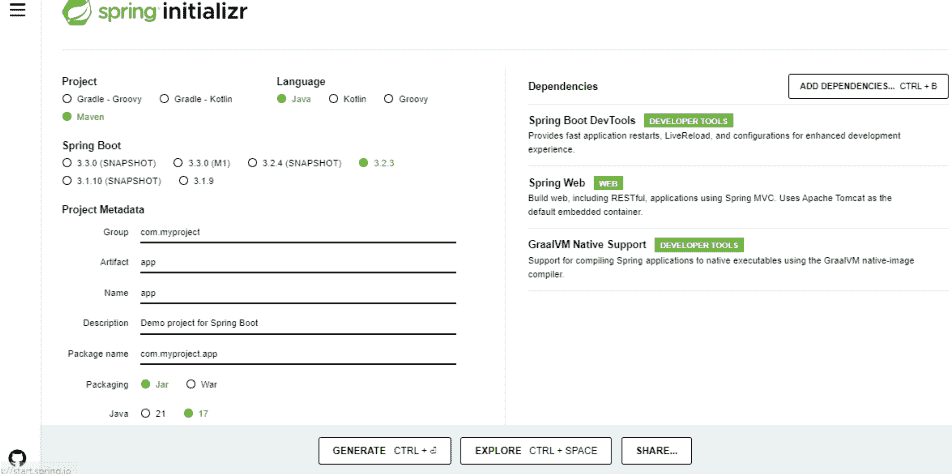 spring initializr
Project
Gradle - Groovy Gradle - Kotlin
Maven
Language
Java Kotlin Groovy
Spring Boot
3.3.0 (SNAPSHOT) 3.3.0 (M1) 3.2.4 (SNAPSHOT) 3.2.3
3.1.10 (SNAPSHOT) 3.1.9
Project Metadata
Group com.myproject
Artifact app
Name app
Description Demo project for Spring Boot
Package name com.myproject.app
Packaging Jar War
Java 21 17
Dependencies
ADD DEPENDENCIES... CTRL + B
Spring Boot DevTools DEVELOPER TOOLS
Provides fast application restarts, LiveReload, and configurations for enhanced development
experience.
Spring Web WEB
Build web, including RESTful, applications using Spring MVC. Uses Apache Tomcat as the
default embedded container.
GraalVM Native Support DEVELOPER TOOLS
Support for compiling Spring applications to native executables using the GraalVM native-image
compiler.
GENERATE CTRL + ⏎ EXPLORE CTRL + SPACE SHARE...
://start.spring.io